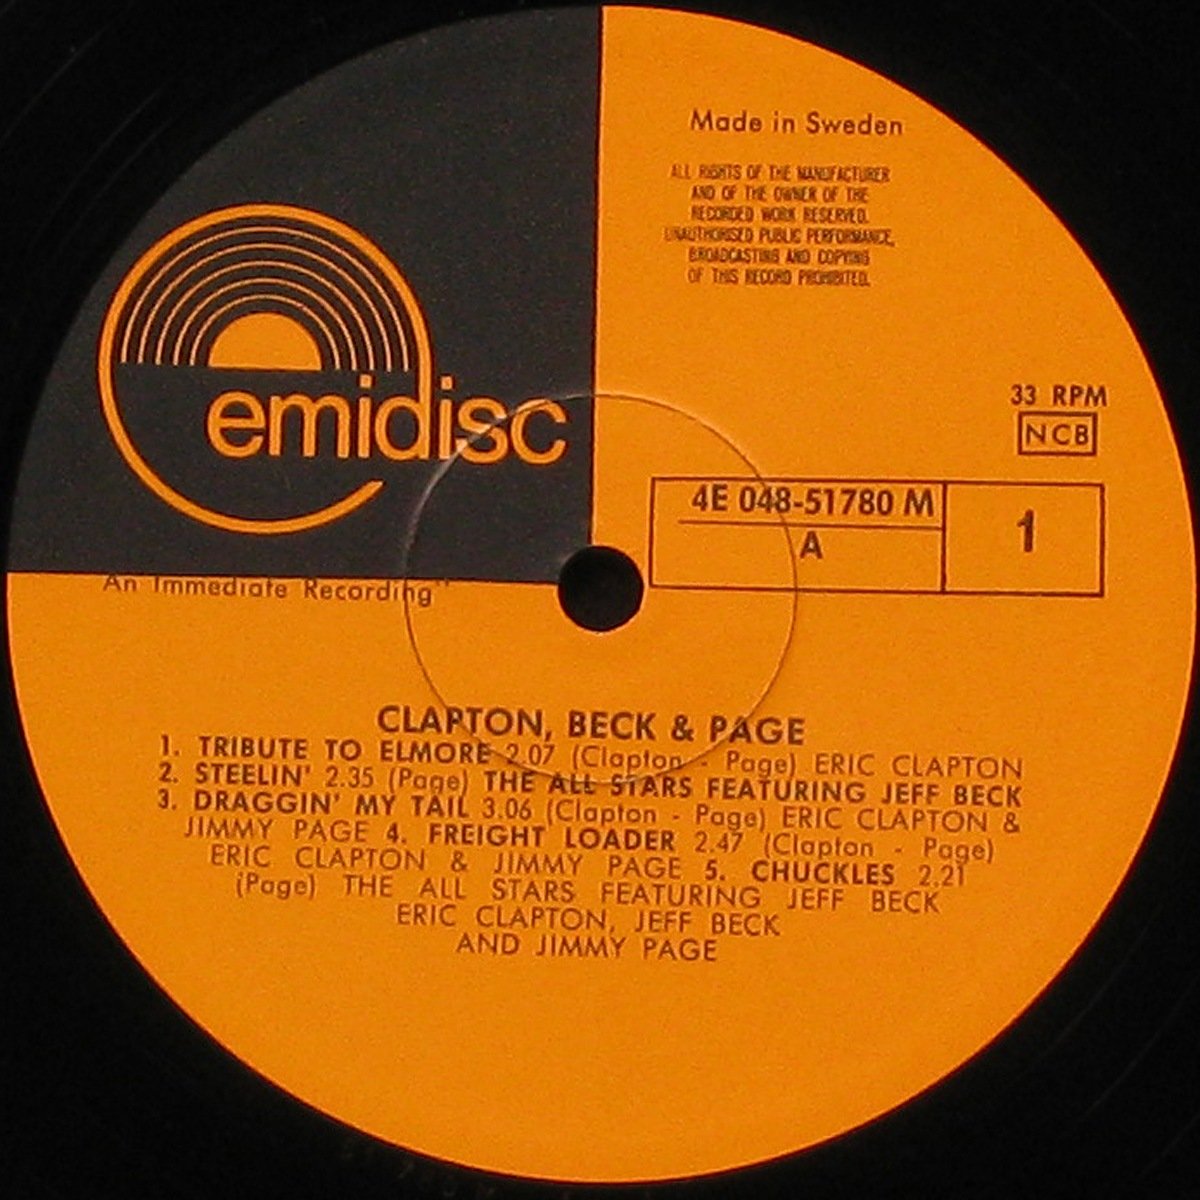 Made in Sweden
ALL RIGHTS OF THE MANUFACTURER
AND OF THE OWNER OF THE
RECORDED WORK RESERVED.
UNAUTHORISED PUBLIC PERFORMANCE,
BROADCASTING AND COPYING
OF THIS RECORD PROHIBITED.
emidisc
33 RPM
NCB
4E 048-51780 M
A
1
An Immediate Recording"
CLAPTON, BECK & PAGE
1. TRIBUTE TO ELMORE 2.07 (Clapton - Page) ERIC CLAPTON
2. STEELIN' 2.35 (Page) THE ALL STARS FEATURING JEFF BECK
3. DRAGGIN' MY TAIL 3.06 (Clapton - Page) ERIC CLAPTON &
JIMMY PAGE 4. FREIGHT LOADER 2.47 (Clapton - Page)
ERIC CLAPTON & JIMMY PAGE 5. CHUCKLES 2.21
(Page) THE ALL STARS FEATURING JEFF BECK
ERIC CLAPTON, JEFF BECK
AND JIMMY PAGE